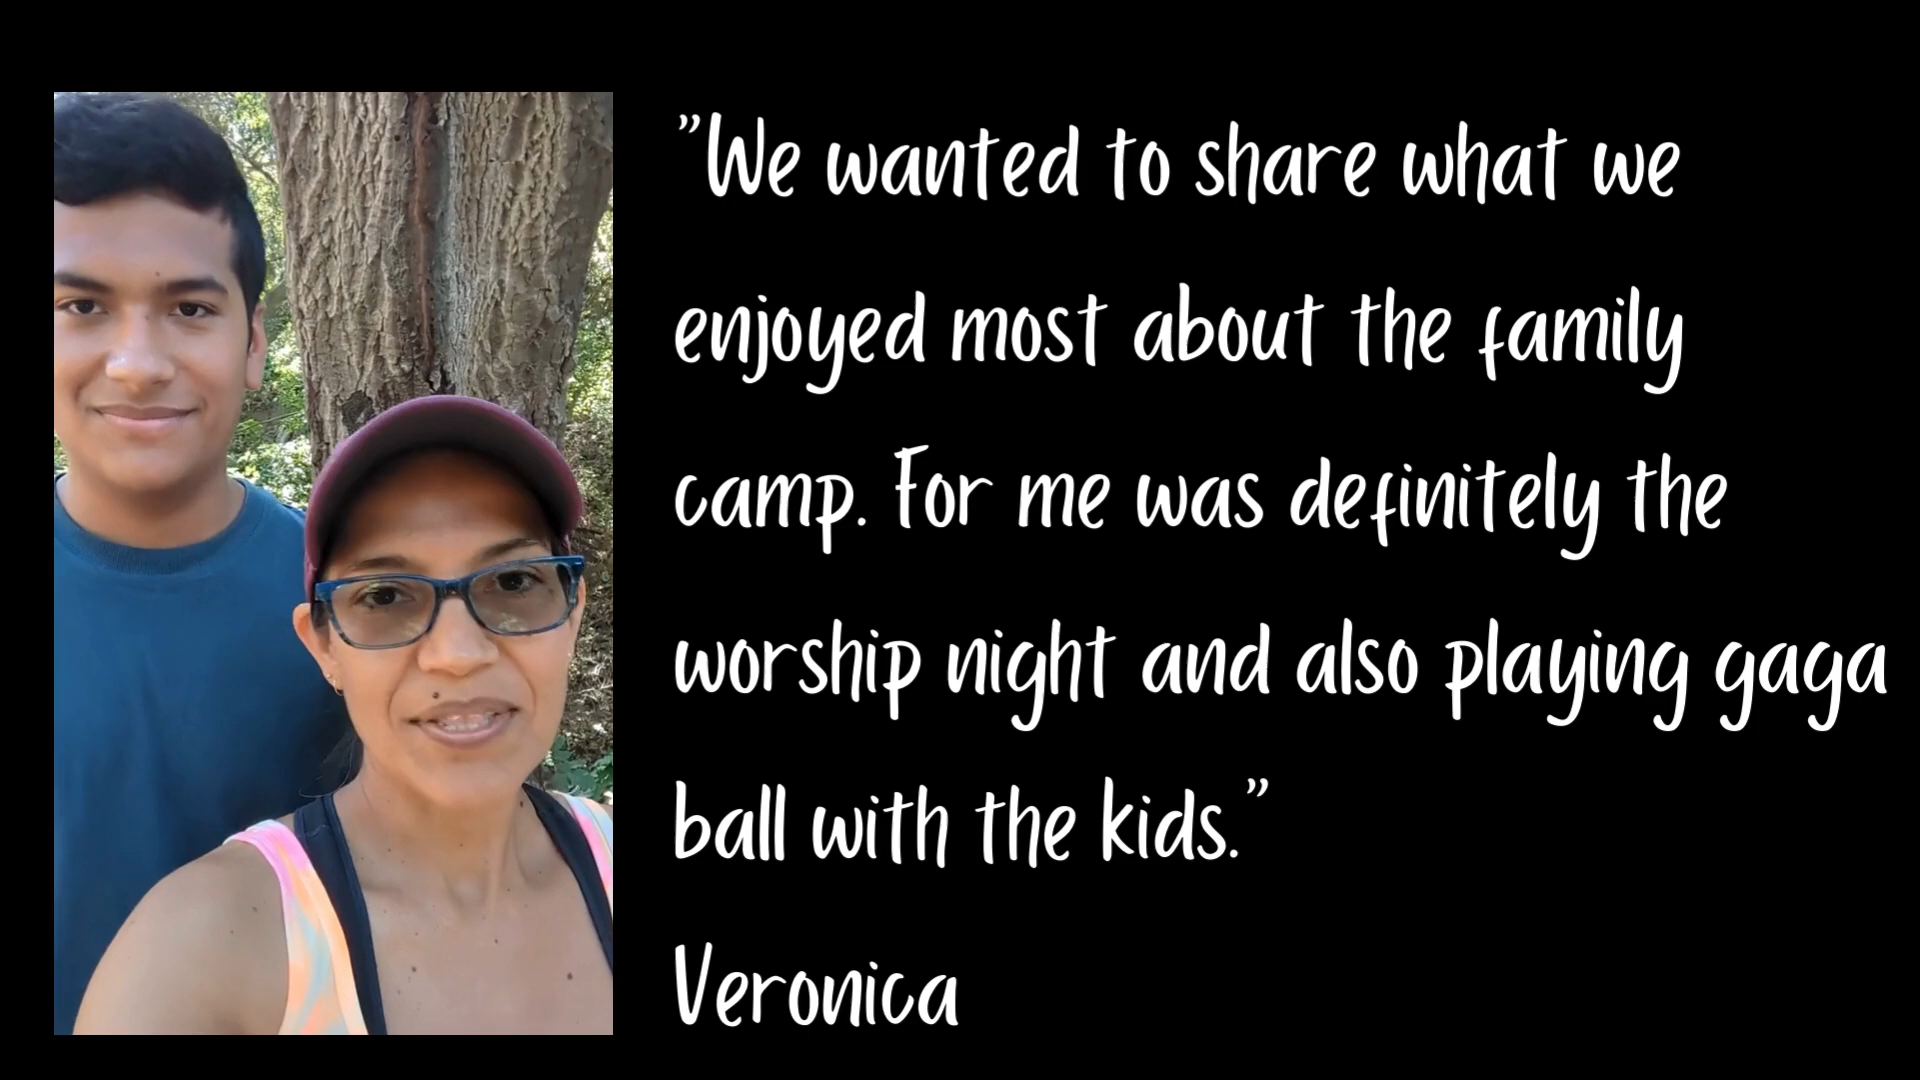 "We wanted to share what we
enjoyed most about the family
camp. For me was definitely the
worship night and also playing gaga
ball with the kids."
Veronica